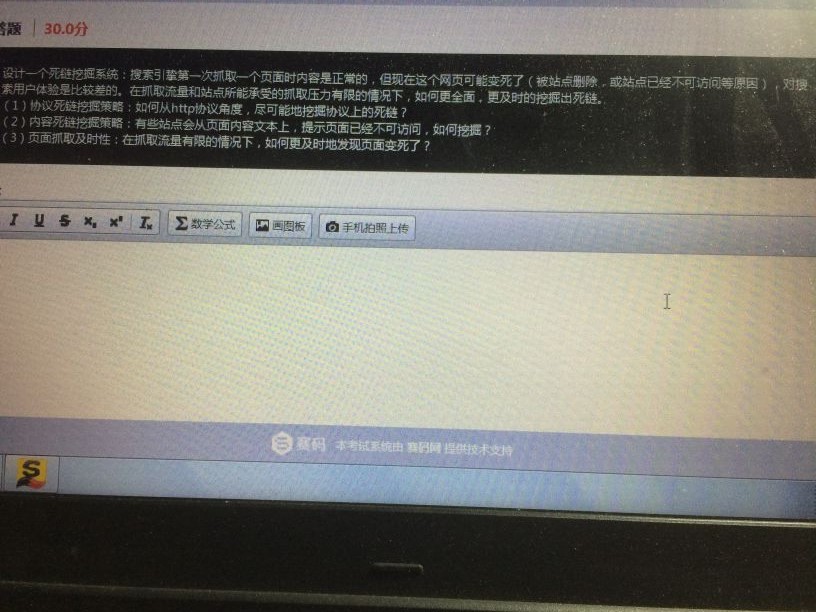 答题 30.0分
设计一个死链挖掘系统：搜索引挚第一次抓取一个页面时内容是正常的，但现在这个网页可能变死了（被站点删除，或站点已经不可访问等原因），对搜
索用户体验是比较差的。在抓取流量和站点所能承受的抓取压力有限的情况下，如何更全面，更及时的挖掘出死链。
（1）协议死链挖掘策略：如何从http协议角度，尽可能地挖掘协议上的死链？
（2）内容死链挖掘策略：有些站点会从页面内容文本上，提示页面已经不可访问，如何挖掘？
（3）页面抓取及时性：在抓取流量有限的情况下，如何更及时地发现页面变死了？
I U S x₂ x² Tx Σ 数学公式 画图板 手机拍照上传
赛码 本考试系统由 赛码网 提供技术支持
S